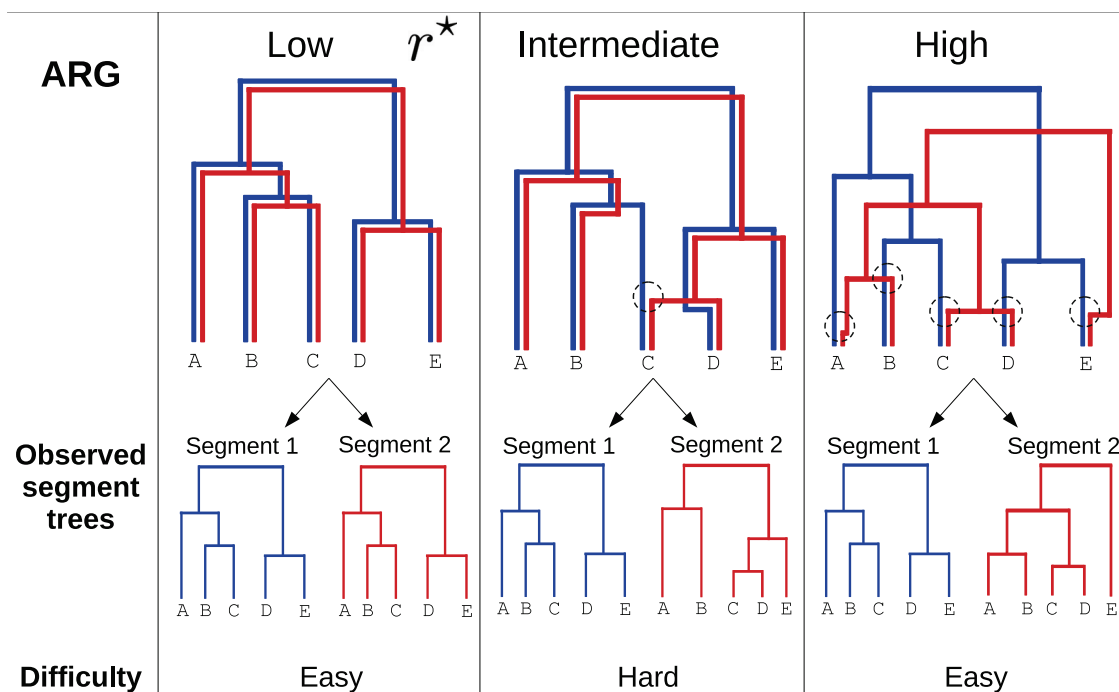 ARG
Low
r★
Intermediate
High
A B C D E
A B C D E
A B C D E
Observed
segment
trees
Segment 1
Segment 2
Segment 1
Segment 2
Segment 1
Segment 2
A B C D E
A B C D E
A B C D E
A B C D E
A B C D E
A B C D E
Difficulty
Easy
Hard
Easy